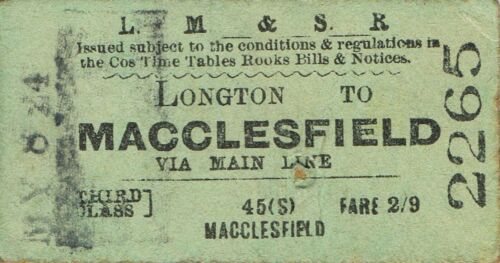 L. M & S. R
Issued subject to the conditions & regulations in
the Cos Time Tables Rooks Bills & Notices.
LONGTON TO
MACCLESFIELD
VIA MAIN LINE
THIRD CLASS]
45(S) FARE 2/9
MACCLESFIELD
2265